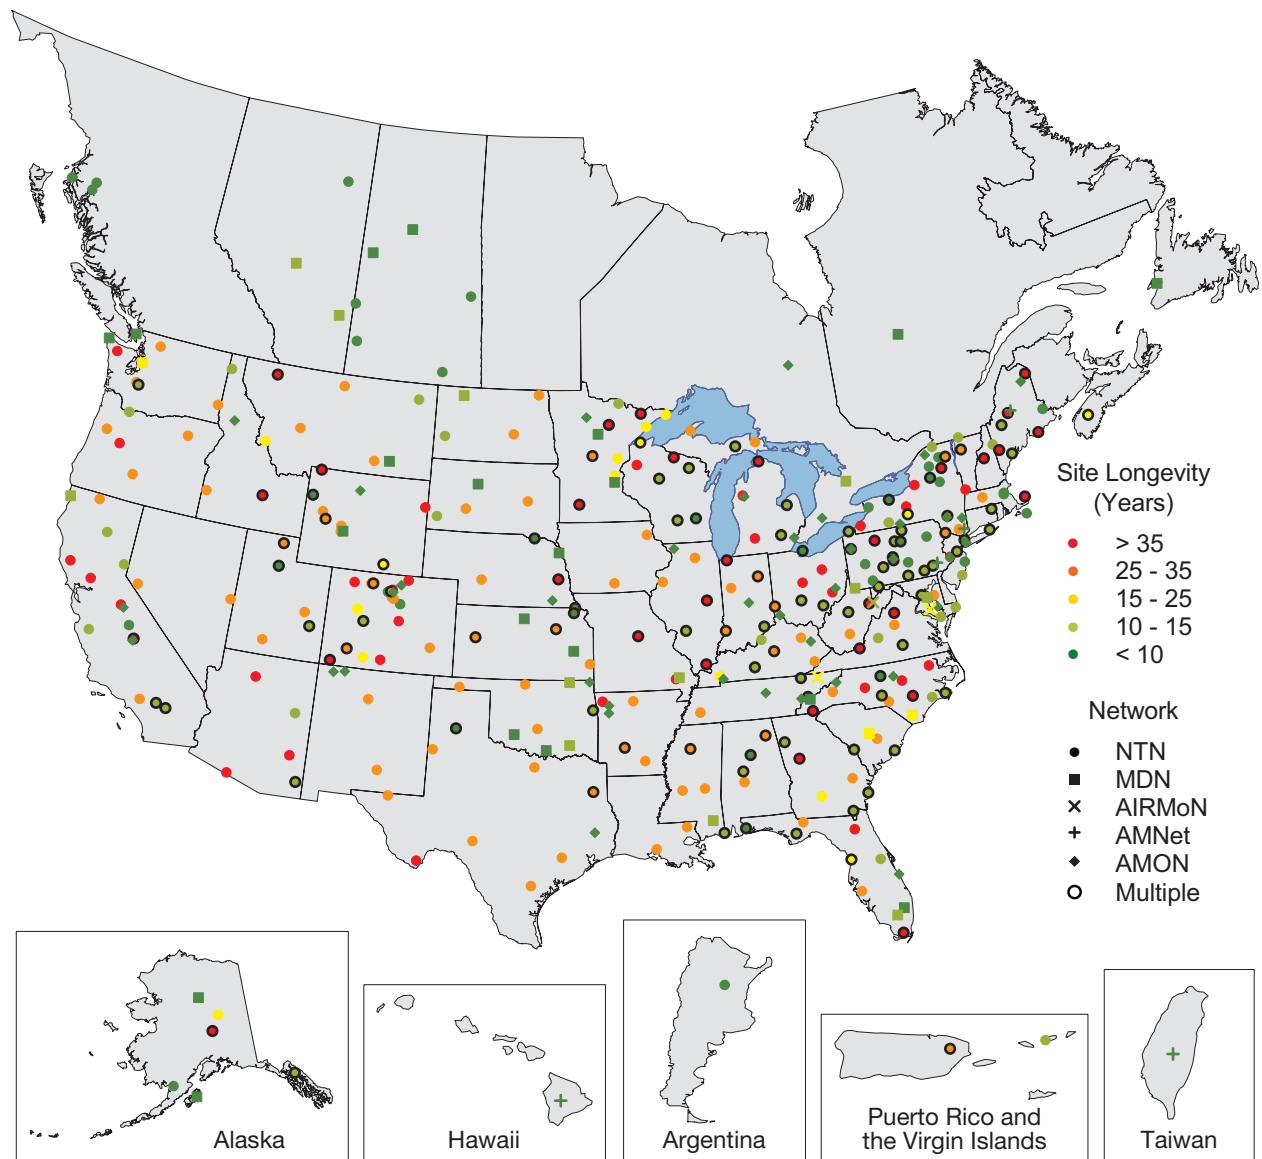 Site Longevity
(Years)
> 35
25 - 35
15 - 25
10 - 15
< 10
Network
NTN
MDN
AIRMoN
AMNet
AMON
Multiple
Alaska
Hawaii
Argentina
Puerto Rico and
the Virgin Islands
Taiwan